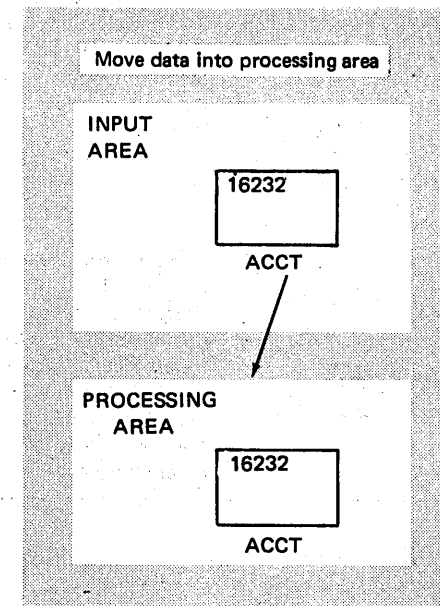 Move data into processing area
INPUT
AREA
16232
ACCT
PROCESSING
AREA
16232
ACCT